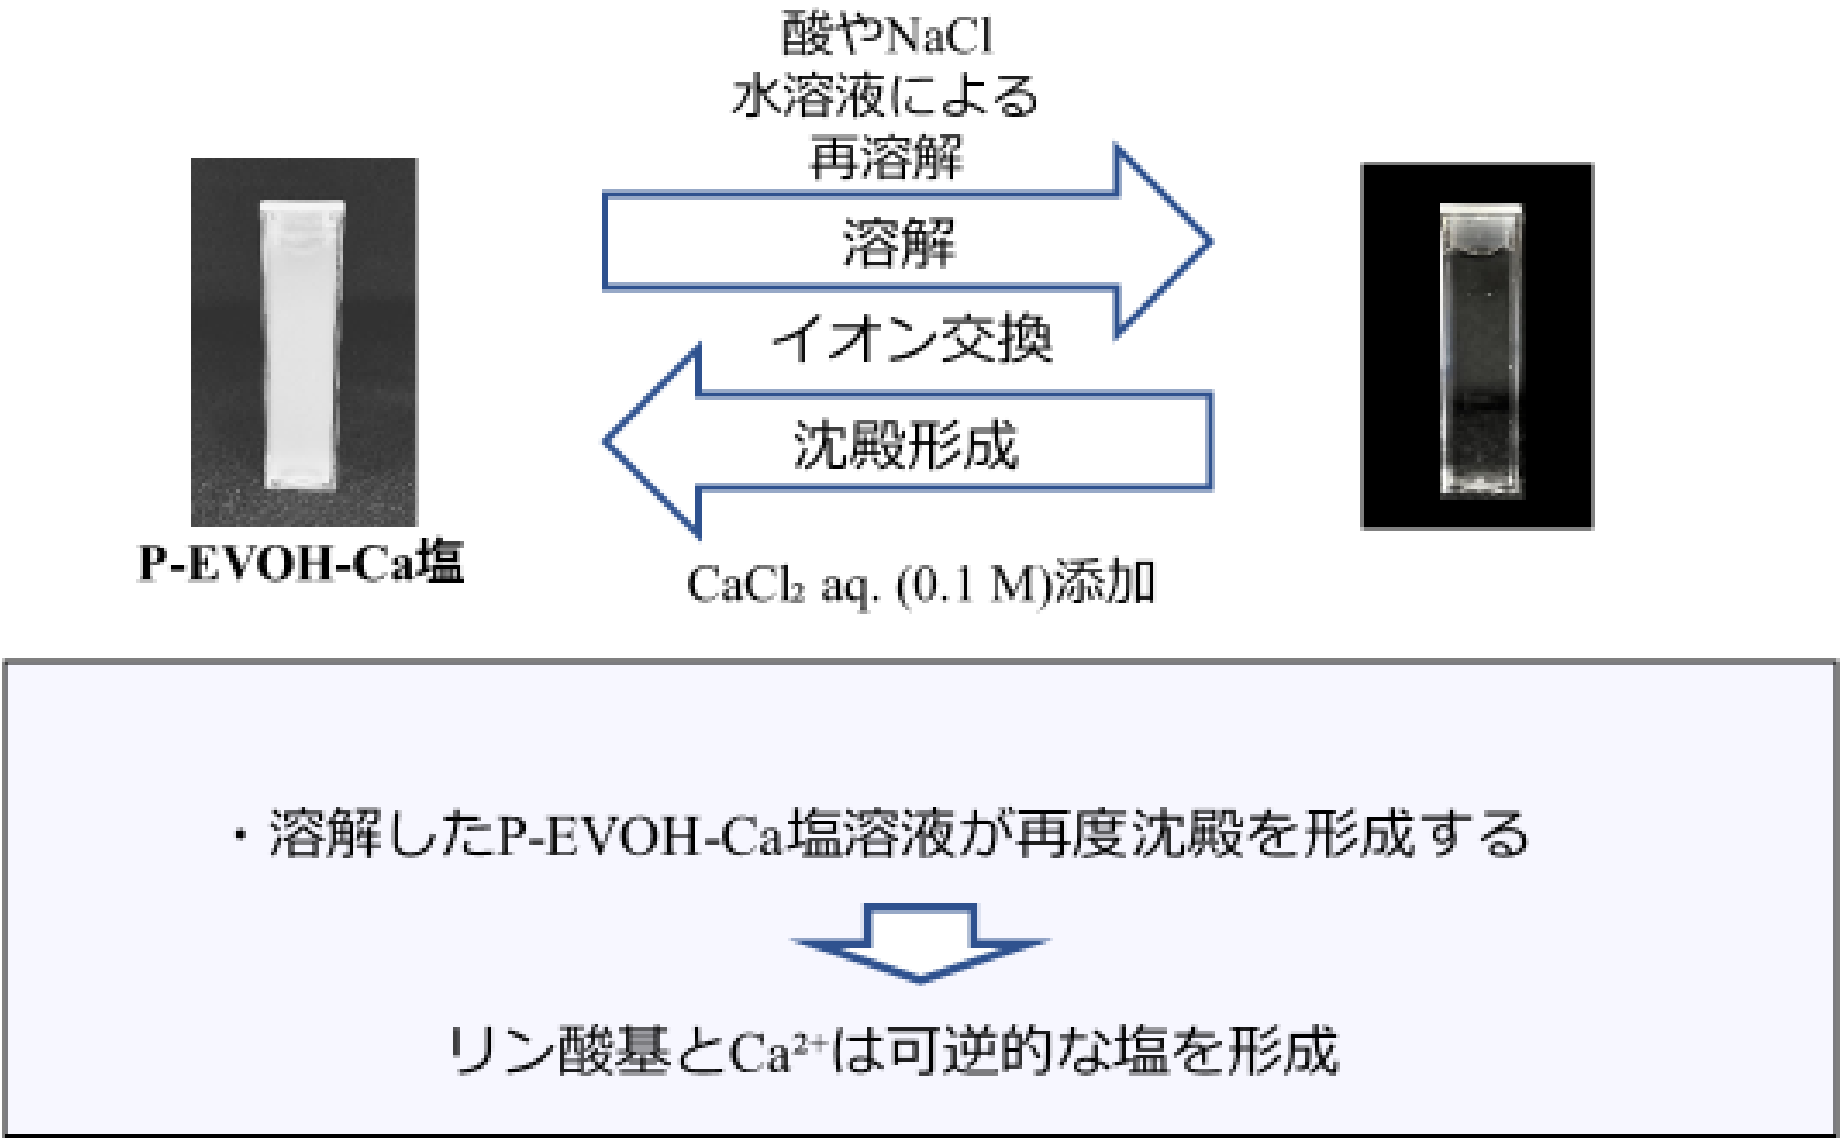 酸やNaCl
水溶液による
再溶解
溶解
イオン交換
沈殿形成
P-EVOH-Ca塩
CaCl₂ aq. (0.1 M)添加
・溶解したP-EVOH-Ca塩溶液が再度沈殿を形成する
リン酸基とCa²⁺は可逆的な塩を形成